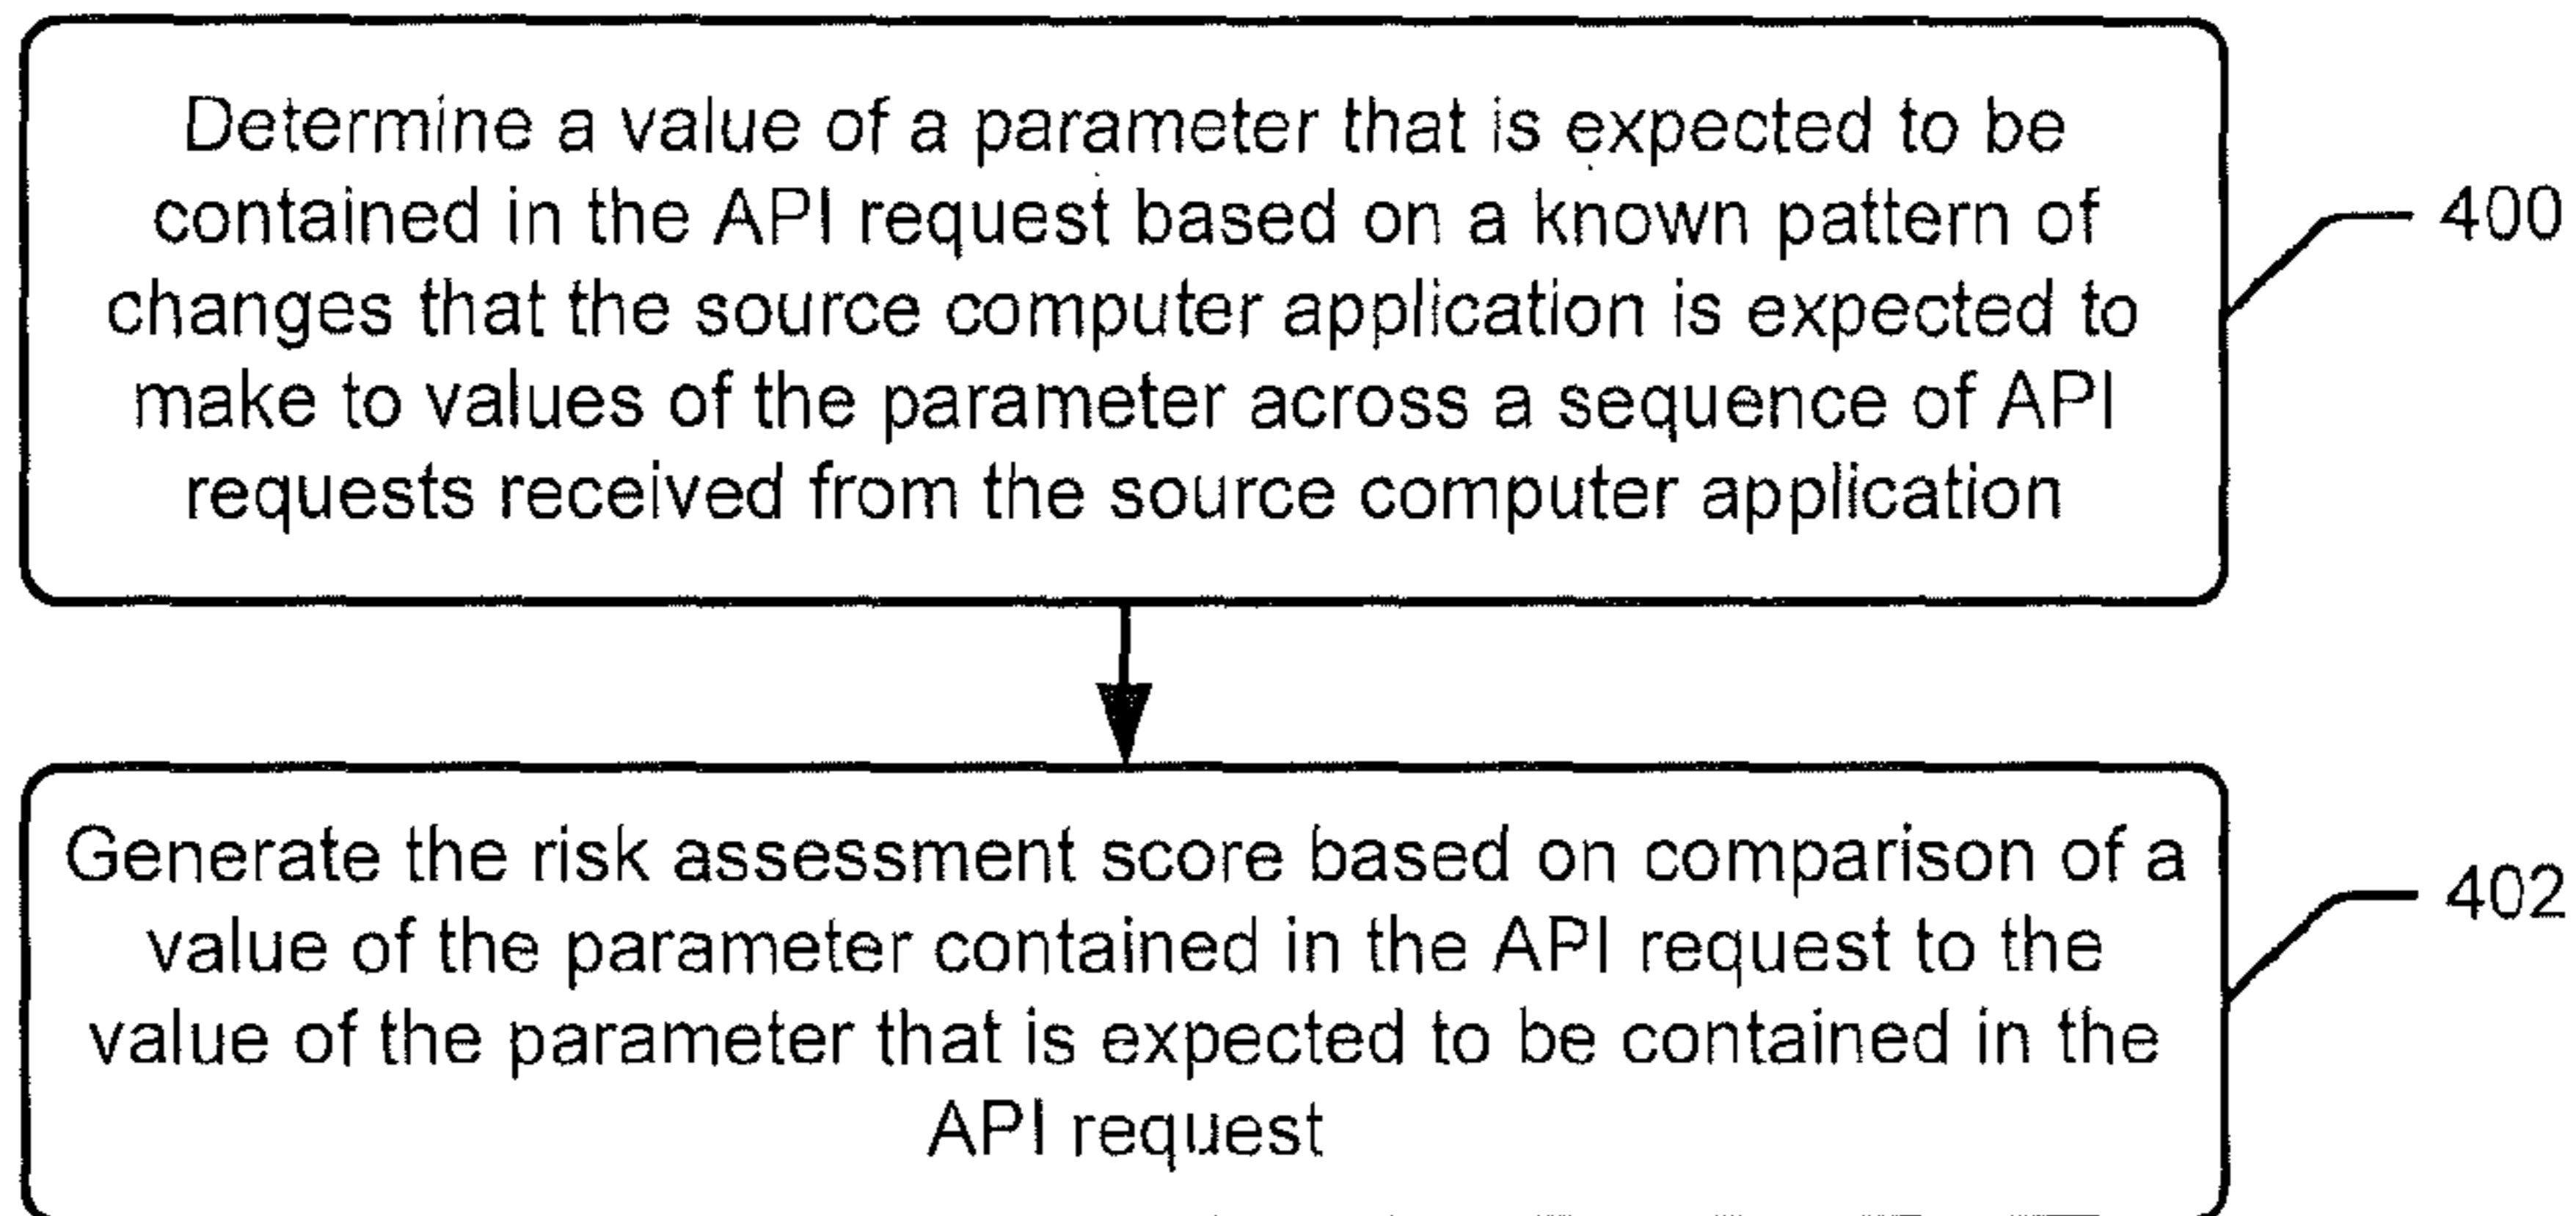 Determine a value of a parameter that is expected to be
contained in the API request based on a known pattern of
changes that the source computer application is expected to
make to values of the parameter across a sequence of API
requests received from the source computer application
400
Generate the risk assessment score based on comparison of a
value of the parameter contained in the API request to the
value of the parameter that is expected to be contained in the
API request
402